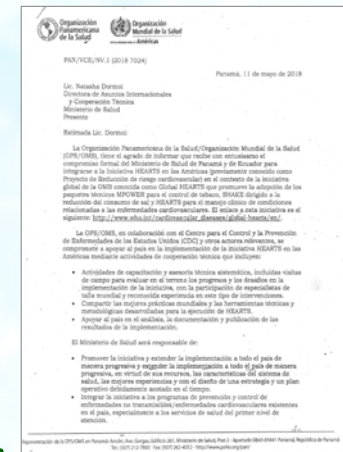 Organización
Panamericana
de la Salud
Organización
Mundial de la Salud
Américas
PAN/VCE/NV.1 (2018 7024)
Panamá, 11 de mayo de 2018
Lic. Natasha Dormoi
Directora de Asuntos Internacionales
y Cooperación Técnica
Ministerio de Salud
Presente
Estimada Lic. Dormoi:
La Organización Panamericana de la Salud/Organización Mundial de la Salud
(OPS/OMS), tiene el agrado de informar que recibe con entusiasmo el
compromiso formal del Ministerio de Salud de Panamá y de Ecuador para
integrarse a la Iniciativa HEARTS en las Américas (previamente conocido como
Proyecto de Reducción de riesgo cardiovascular) en el contexto de la iniciativa
global de la OMS conocida como Global HEARTS que promueve la adopción de los
paquetes técnicos MPOWER para el control de tabaco, SHAKE dirigido a la
reducción del consumo de sal y HEARTS para el manejo clínico de condiciones
relacionadas a las enfermedades cardiovasculares. El enlace a esta iniciativa es el
siguiente: http://www.who.int/cardiovascular_diseases/global-hearts/en/.
La OPS/OMS, en colaboración con el Centro para el Control y la Prevención
de Enfermedades de los Estados Unidos (CDC) y otros actores relevantes, se
compromete a apoyar al país en la implementación de la iniciativa HEARTS en las
Américas mediante actividades de cooperación técnica que incluyen:
• Actividades de capacitación y asesoría técnica sistemática, incluidas visitas
de campo para evaluar en el terreno los progresos y los desafíos en la
implementación de la iniciativa, con la participación de especialistas de
talla mundial y reconocida experiencia en este tipo de intervenciones.
• Compartir las mejores prácticas mundiales y las herramientas técnicas y
metodológicas desarrolladas para la ejecución de HEARTS.
• Apoyar al país en el análisis, la documentación y publicación de los
resultados de la implementación.
El Ministerio de Salud será responsable de:
• Promover la iniciativa y extender la implementación a todo el país de
manera progresiva y extender la implementación a todo el país de manera
progresiva, en virtud de sus recursos, las características del sistema de
salud, las mejores experiencias y con el diseño de una estrategia y un plan
operativo debidamente acotado en el tiempo.
• Integrar la iniciativa a los programas de prevención y control de
enfermedades no transmisibles/enfermedades cardiovasculares existentes
en el país, especialmente a los servicios de salud del primer nivel de
atención.